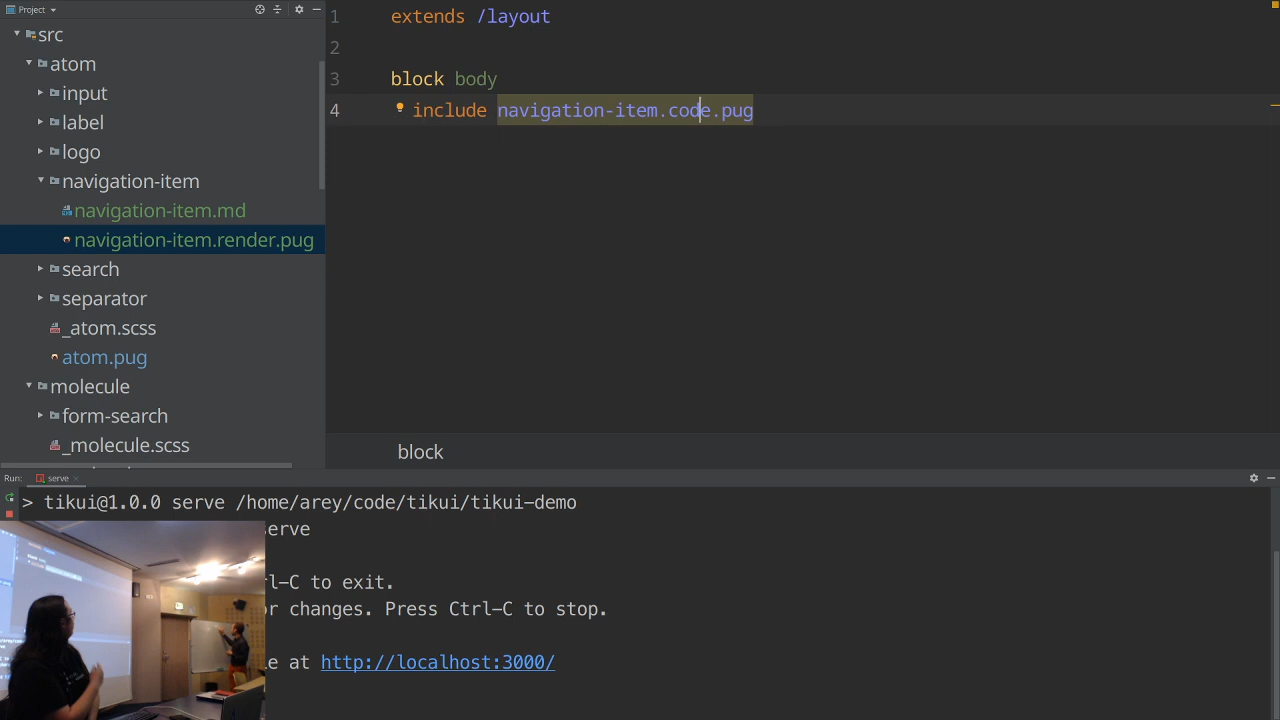 Project
src
atom
input
label
logo
navigation-item
navigation-item.md
navigation-item.render.pug
search
separator
_atom.scss
atom.pug
molecule
form-search
_molecule.scss
1 extends /layout
2
3 block body
4 include navigation-item.code.pug
block
Run: serve
> tikui@1.0.0 serve /home/arey/code/tikui/tikui-demo
serve
rl-C to exit.
or changes. Press Ctrl-C to stop.
e at http://localhost:3000/